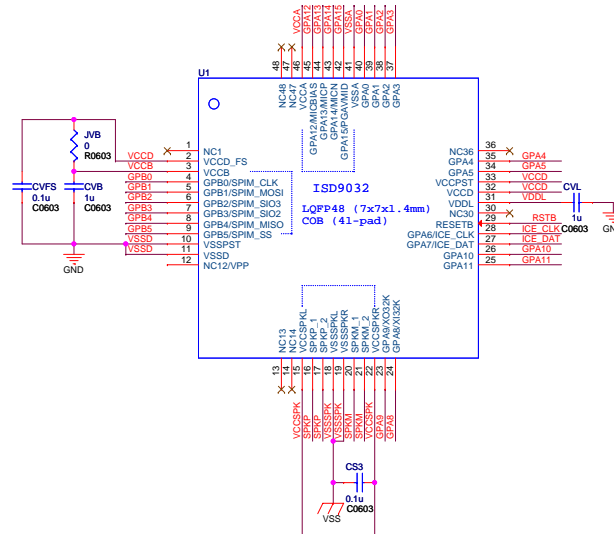 VCCA
GPA12
GPA13
GPA14
GPA15
VSSA
GPA0
GPA1
GPA2
GPA3
48
47
46
45
44
43
42
41
40
39
38
37
U1
NC48
NC47
VCCA
GPA12/MICBIAS
GPA13/MICP
GPA14/MICN
GPA15/PGAVMID
VSSA
GPA0
GPA1
GPA2
GPA3
JVB
0
R0603
CVFS
0.1u
C0603
CVB
1u
C0603
GND
VCCD
VCCB
GPB0
GPB1
GPB2
GPB3
GPB4
GPB5
VSSD
VSSD
1
2
3
4
5
6
7
8
9
10
11
12
NC1
VCCD_FS
VCCB
GPB0/SPIM_CLK
GPB1/SPIM_MOSI
GPB2/SPIM_SIO3
GPB3/SPIM_SIO2
GPB4/SPIM_MISO
GPB5/SPIM_SS
VSSPST
VSSD
NC12/VPP
ISD9032
LQFP48 (7x7x1.4mm)
COB (41-pad)
NC36
GPA4
GPA5
VCCPST
VCCD
VDDL
NC30
RESETB
GPA6/ICE_CLK
GPA7/ICE_DAT
GPA10
GPA11
36
35
34
33
32
31
30
29
28
27
26
25
GPA4
GPA5
VCCD
VCCD
VDDL
RSTB
ICE_CLK
ICE_DAT
GPA10
GPA11
CVL
1u
C0603
NC13
NC14
VCCSPKL
SPKP_1
SPKP_2
VSSSPKL
VSSSPKR
SPKM_1
SPKM_2
VCCSPKR
GPA9/XO32K
GPA8/XI32K
13
14
15
16
17
18
19
20
21
22
23
24
VCCSPK
SPKP
SPKP
VSSSPK
VSSSPK
SPKM
SPKM
VCCSPK
GPA9
GPA8
CS3
0.1u
C0603
VSS